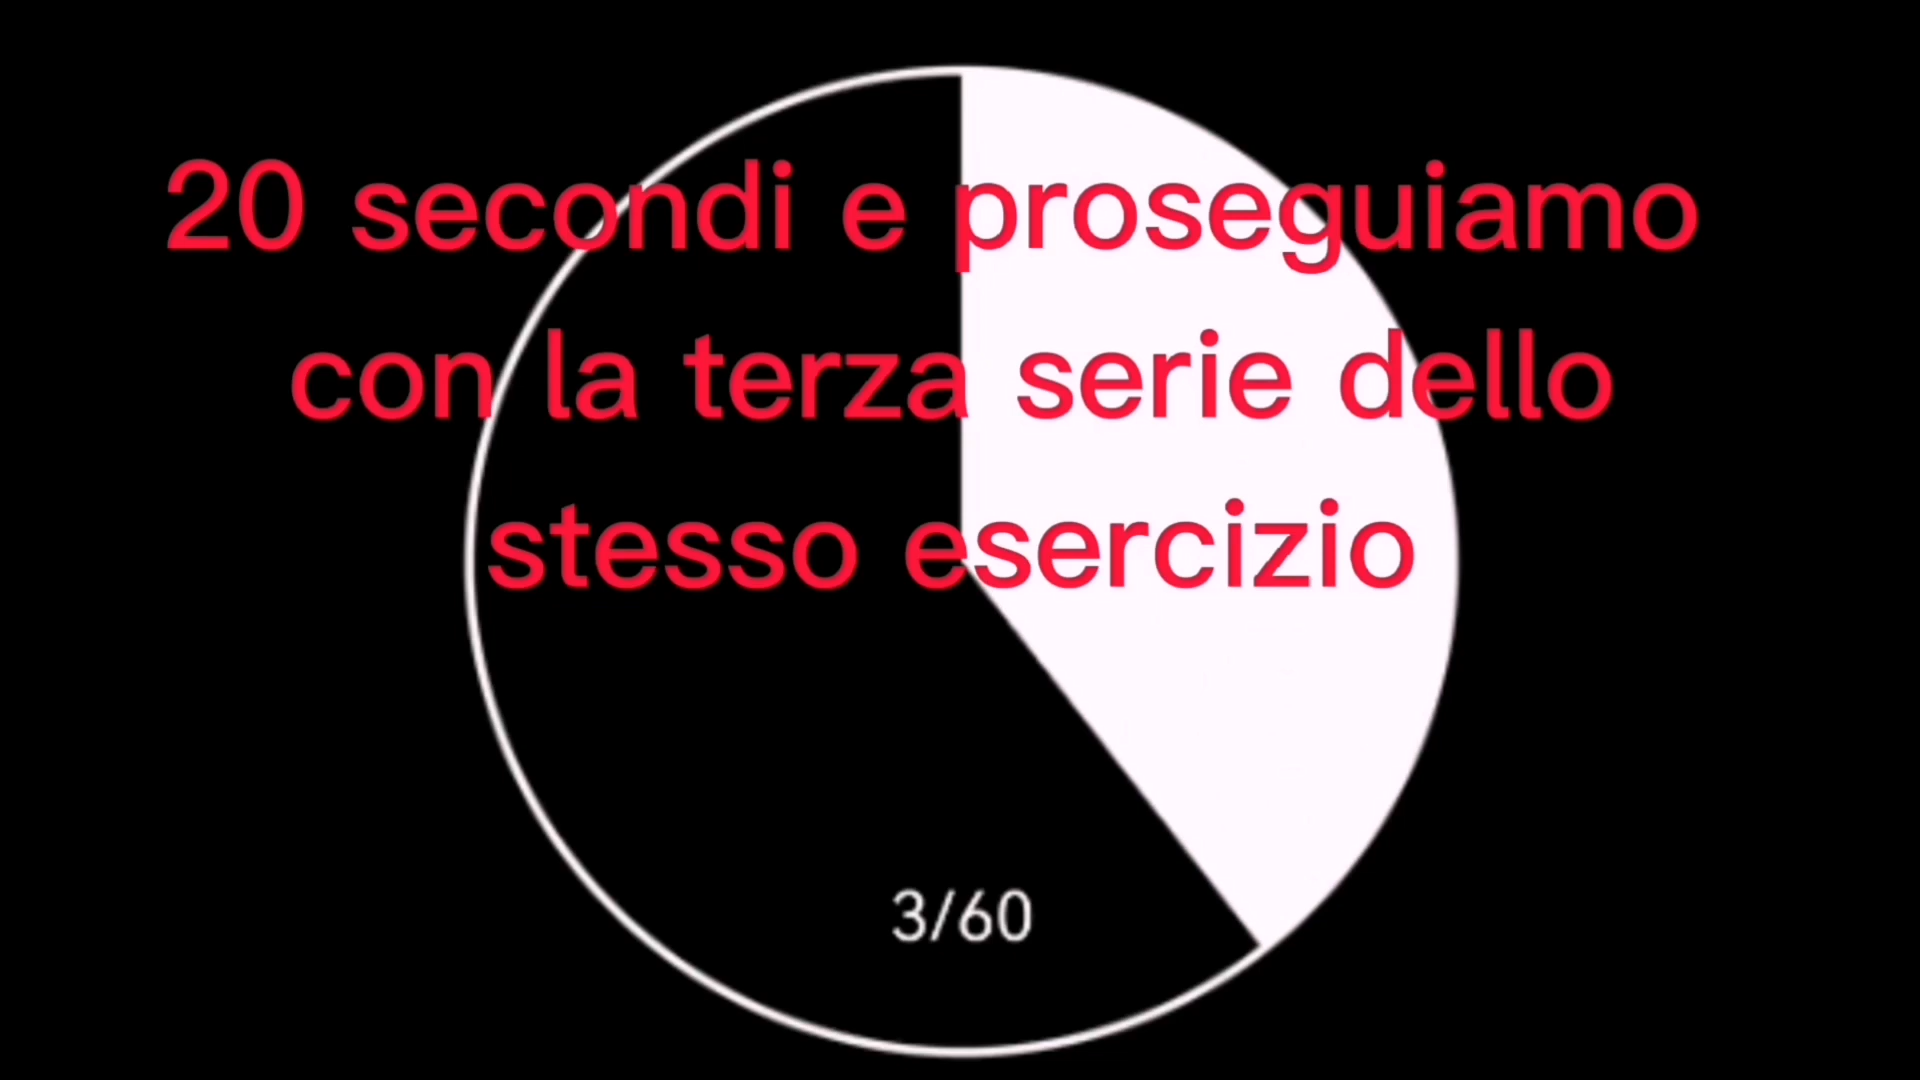 20 secondi e proseguiamo
con la terza serie dello
stesso esercizio
3/60